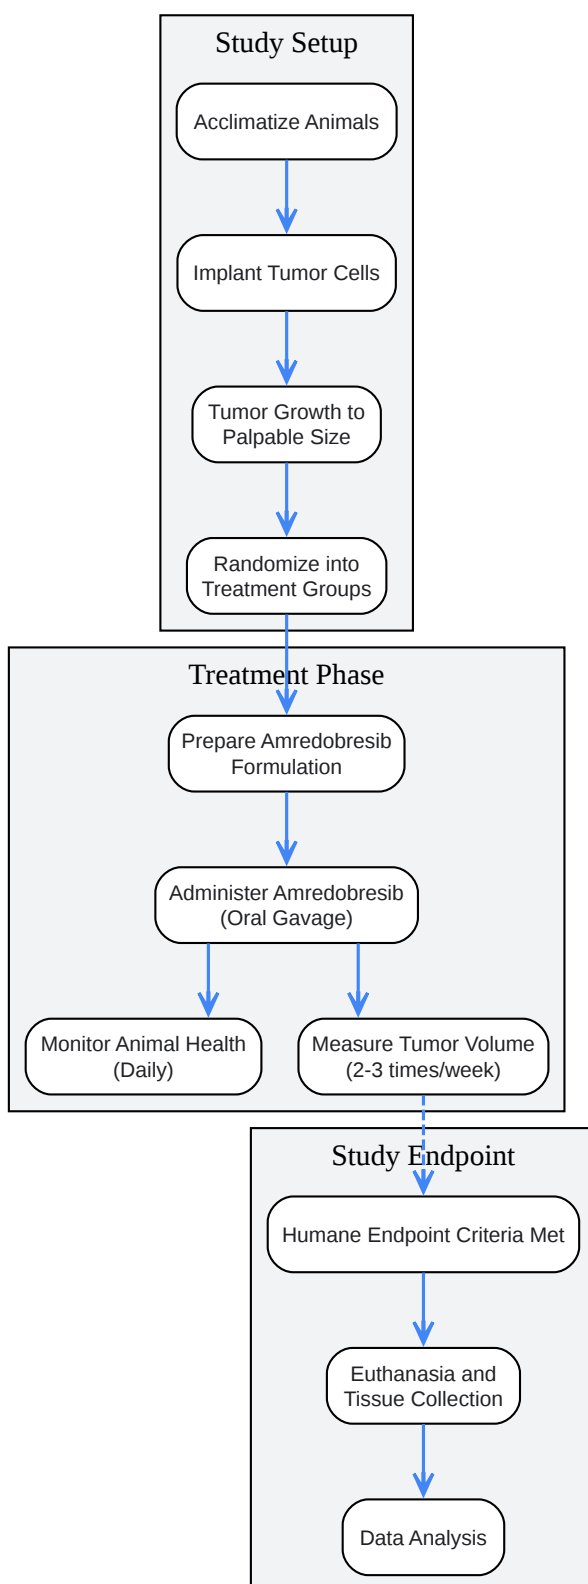 Study Setup
Acclimatize Animals
Implant Tumor Cells
Tumor Growth to
Palpable Size
Randomize into
Treatment Groups
Treatment Phase
Prepare Amredobresib
Formulation
Administer Amredobresib
(Oral Gavage)
Monitor Animal Health
(Daily)
Measure Tumor Volume
(2-3 times/week)
Study Endpoint
Humane Endpoint Criteria Met
Euthanasia and
Tissue Collection
Data Analysis